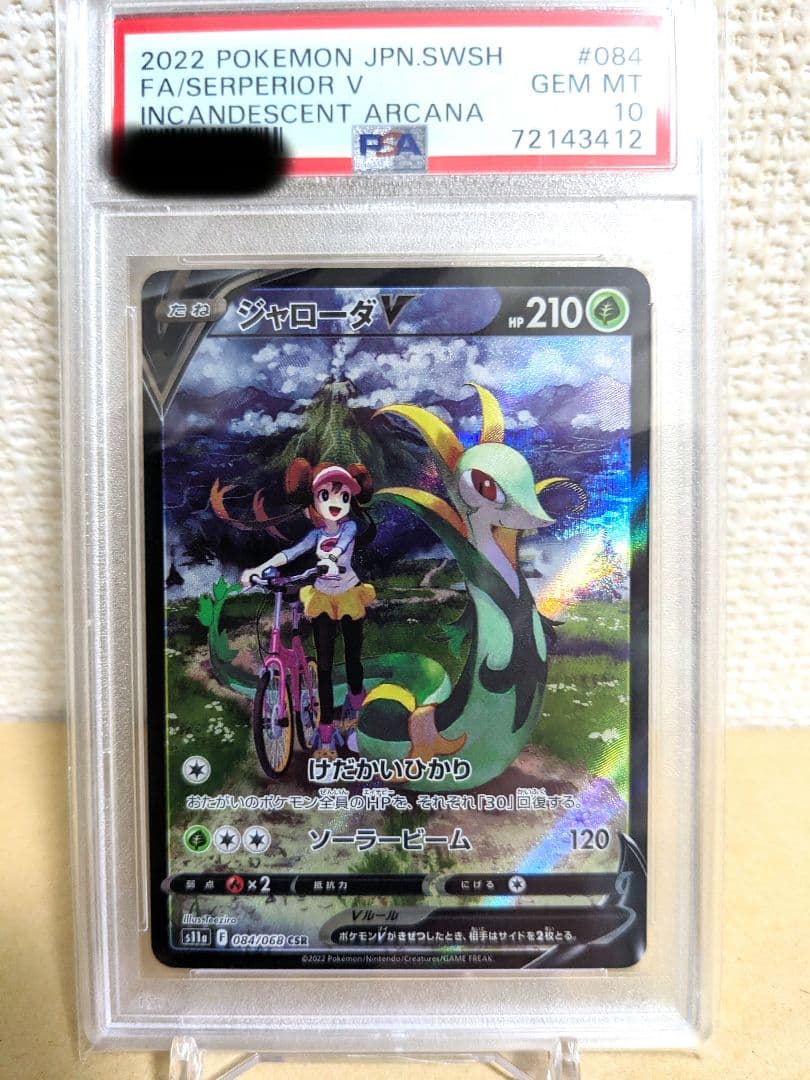 2022 POKEMON JPN.SWSH #084
FA/SERPERIOR V GEM MT
INCANDESCENT ARCANA 10
PSA 72143412
たね ジャローダV HP210
けだかいひかり
おたがいのポケモン全員のHPを、それぞれ「30」回復する。
ソーラービーム 120
弱点 ×2 抵抗力 にげる
Vルール
ポケモンVがきぜつしたとき、相手はサイドを2枚とる。
Illus.Teeziro
s11a F 084/068 CSR
©2022 Pokémon/Nintendo/Creatures/GAME FREAK.